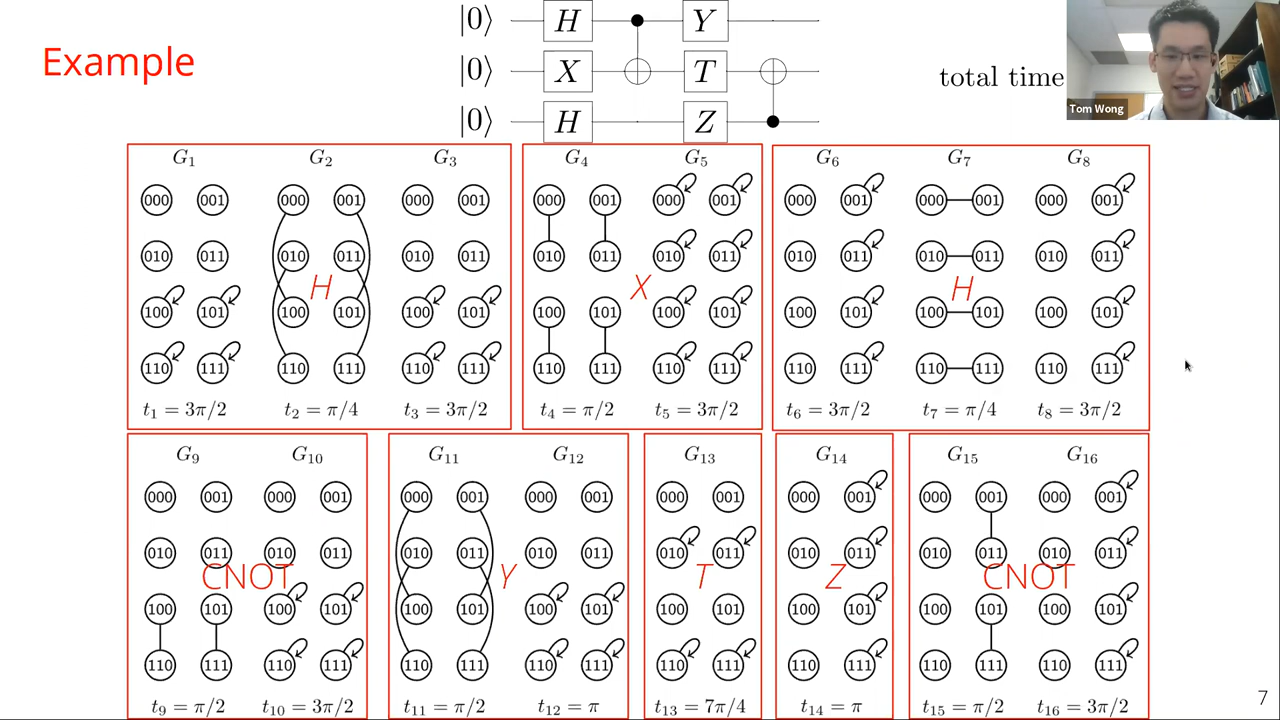 Example
|0⟩ H Y
|0⟩ X T
|0⟩ H Z
total time
Tom Wong
G₁ G₂ G₃
000 001 000 001 000 001
010 011 010 011 010 011
H
100 101 100 101 100 101
110 111 110 111 110 111
t₁ = 3π/2 t₂ = π/4 t₃ = 3π/2
G₄ G₅
000 001 000 001
010 011 010 011
X
100 101 100 101
110 111 110 111
t₄ = π/2 t₅ = 3π/2
G₆ G₇ G₈
000 001 000 001 000 001
010 011 010 011 010 011
H
100 101 100 101 100 101
110 111 110 111 110 111
t₆ = 3π/2 t₇ = π/4 t₈ = 3π/2
G₉ G₁₀
000 001 000 001
010 011 010 011
CNOT
100 101 100 101
110 111 110 111
t₉ = π/2 t₁₀ = 3π/2
G₁₁ G₁₂
000 001 000 001
010 011 010 011
Y
100 101 100 101
110 111 110 111
t₁₁ = π/2 t₁₂ = π
G₁₃
000 001
010 011
T
100 101
110 111
t₁₃ = 7π/4
G₁₄
000 001
010 011
Z
100 101
110 111
t₁₄ = π
G₁₅ G₁₆
000 001 000 001
010 011 010 011
CNOT
100 101 100 101
110 111 110 111
t₁₅ = π/2 t₁₆ = 3π/2
7